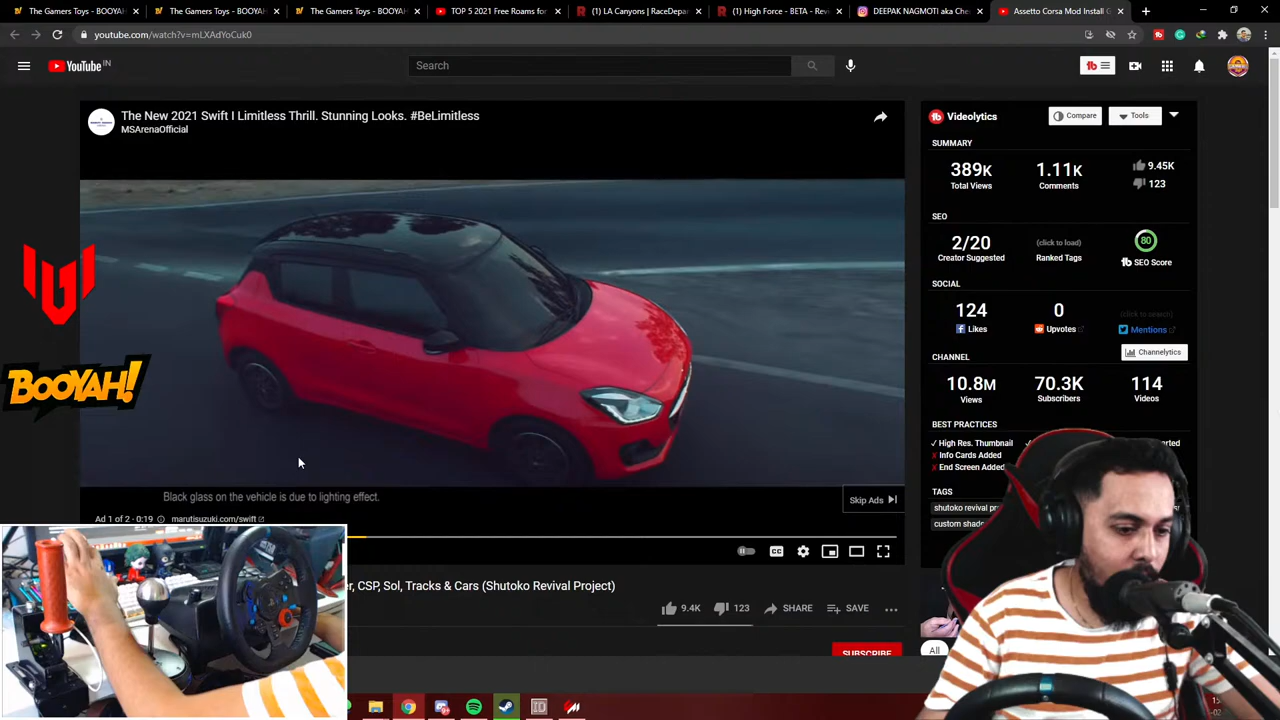 The Gamers Toys - BOOYAH
The Gamers Toys - BOOYAH
The Gamers Toys - BOOYAH
TOP 5 2021 Free Roams for
(1) LA Canyons | RaceDepar
(1) High Force - BETA - Rev
DEEPAK NAGMOTI aka Che
Assetto Corsa Mod Install G
youtube.com/watch?v=mLXAdYoCuk0
YouTube IN
Search
The New 2021 Swift I Limitless Thrill. Stunning Looks. #BeLimitless
MSArenaOfficial
Videolytics
Compare
Tools
SUMMARY
389K
1.11K
9.45K
123
Total Views
Comments
SEO
2/20
(click to load)
80
Creator Suggested
Ranked Tags
SEO Score
SOCIAL
124
0
(click to search)
Likes
Upvotes
Mentions
Channelytics
CHANNEL
10.8M
70.3K
114
Views
Subscribers
Videos
BEST PRACTICES
High Res. Thumbnail
Info Cards Added
End Screen Added
TAGS
shutoko revival pr
custom shad
BOOYAH!
Black glass on the vehicle is due to lighting effect.
Skip Ads
Ad 1 of 2 · 0:19
marutisuzuki.com/swift
CC
CSP, Sol, Tracks & Cars (Shutoko Revival Project)
9.4K
123
SHARE
SAVE
SUBSCRIBE
All